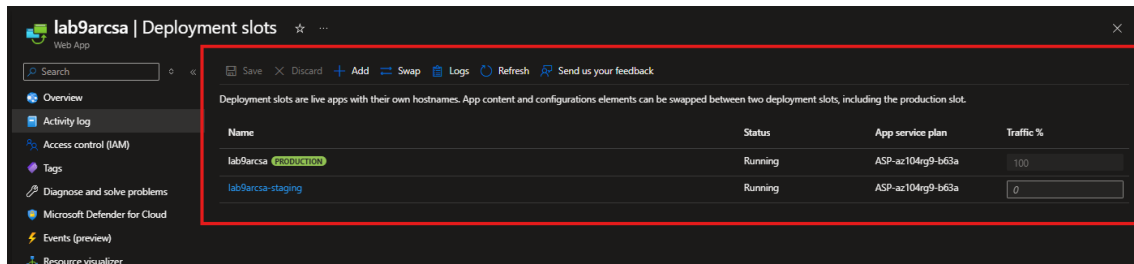 lab9arcsa | Deployment slots
Web App
Search
Overview
Activity log
Access control (IAM)
Tags
Diagnose and solve problems
Microsoft Defender for Cloud
Events (preview)
Resource visualizer
Save Discard Add Swap Logs Refresh Send us your feedback
Deployment slots are live apps with their own hostnames. App content and configurations elements can be swapped between two deployment slots, including the production slot.
Name Status App service plan Traffic %
lab9arcsa PRODUCTION Running ASP-az104rg9-b63a 100
lab9arcsa-staging Running ASP-az104rg9-b63a 0